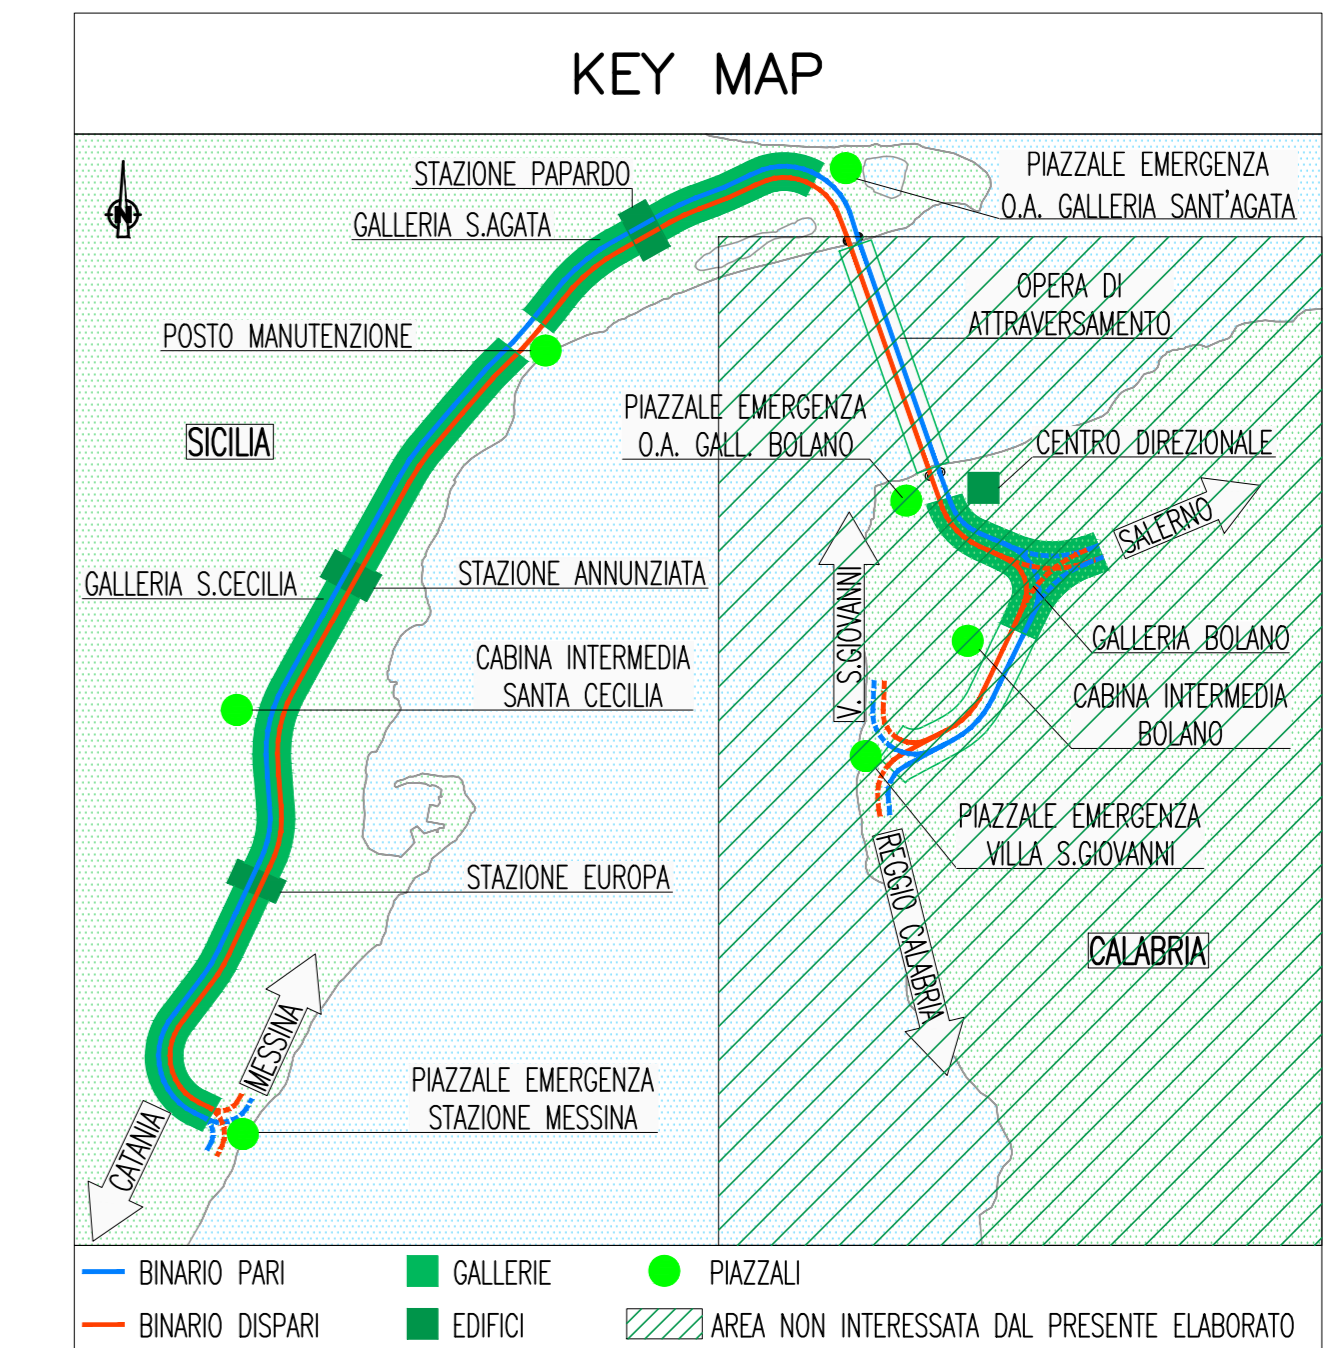 KEY MAP
N
STAZIONE PAPARDO
GALLERIA S.AGATA
PIAZZALE EMERGENZA
O.A. GALLERIA SANT'AGATA
OPERA DI
ATTRAVERSAMENTO
POSTO MANUTENZIONE
PIAZZALE EMERGENZA
O.A. GALL. BOLANO
SICILIA
CENTRO DIREZIONALE
SALERNO
STAZIONE ANNUNZIATA
GALLERIA S.CECILIA
V. S.GIOVANNI
GALLERIA BOLANO
CABINA INTERMEDIA
SANTA CECILIA
CABINA INTERMEDIA
BOLANO
PIAZZALE EMERGENZA
VILLA S.GIOVANNI
STAZIONE EUROPA
REGGIO CALABRIA
CALABRIA
MESSINA
PIAZZALE EMERGENZA
STAZIONE MESSINA
CATANIA
BINARIO PARI
GALLERIE
PIAZZALI
BINARIO DISPARI
EDIFICI
AREA NON INTERESSATA DAL PRESENTE ELABORATO